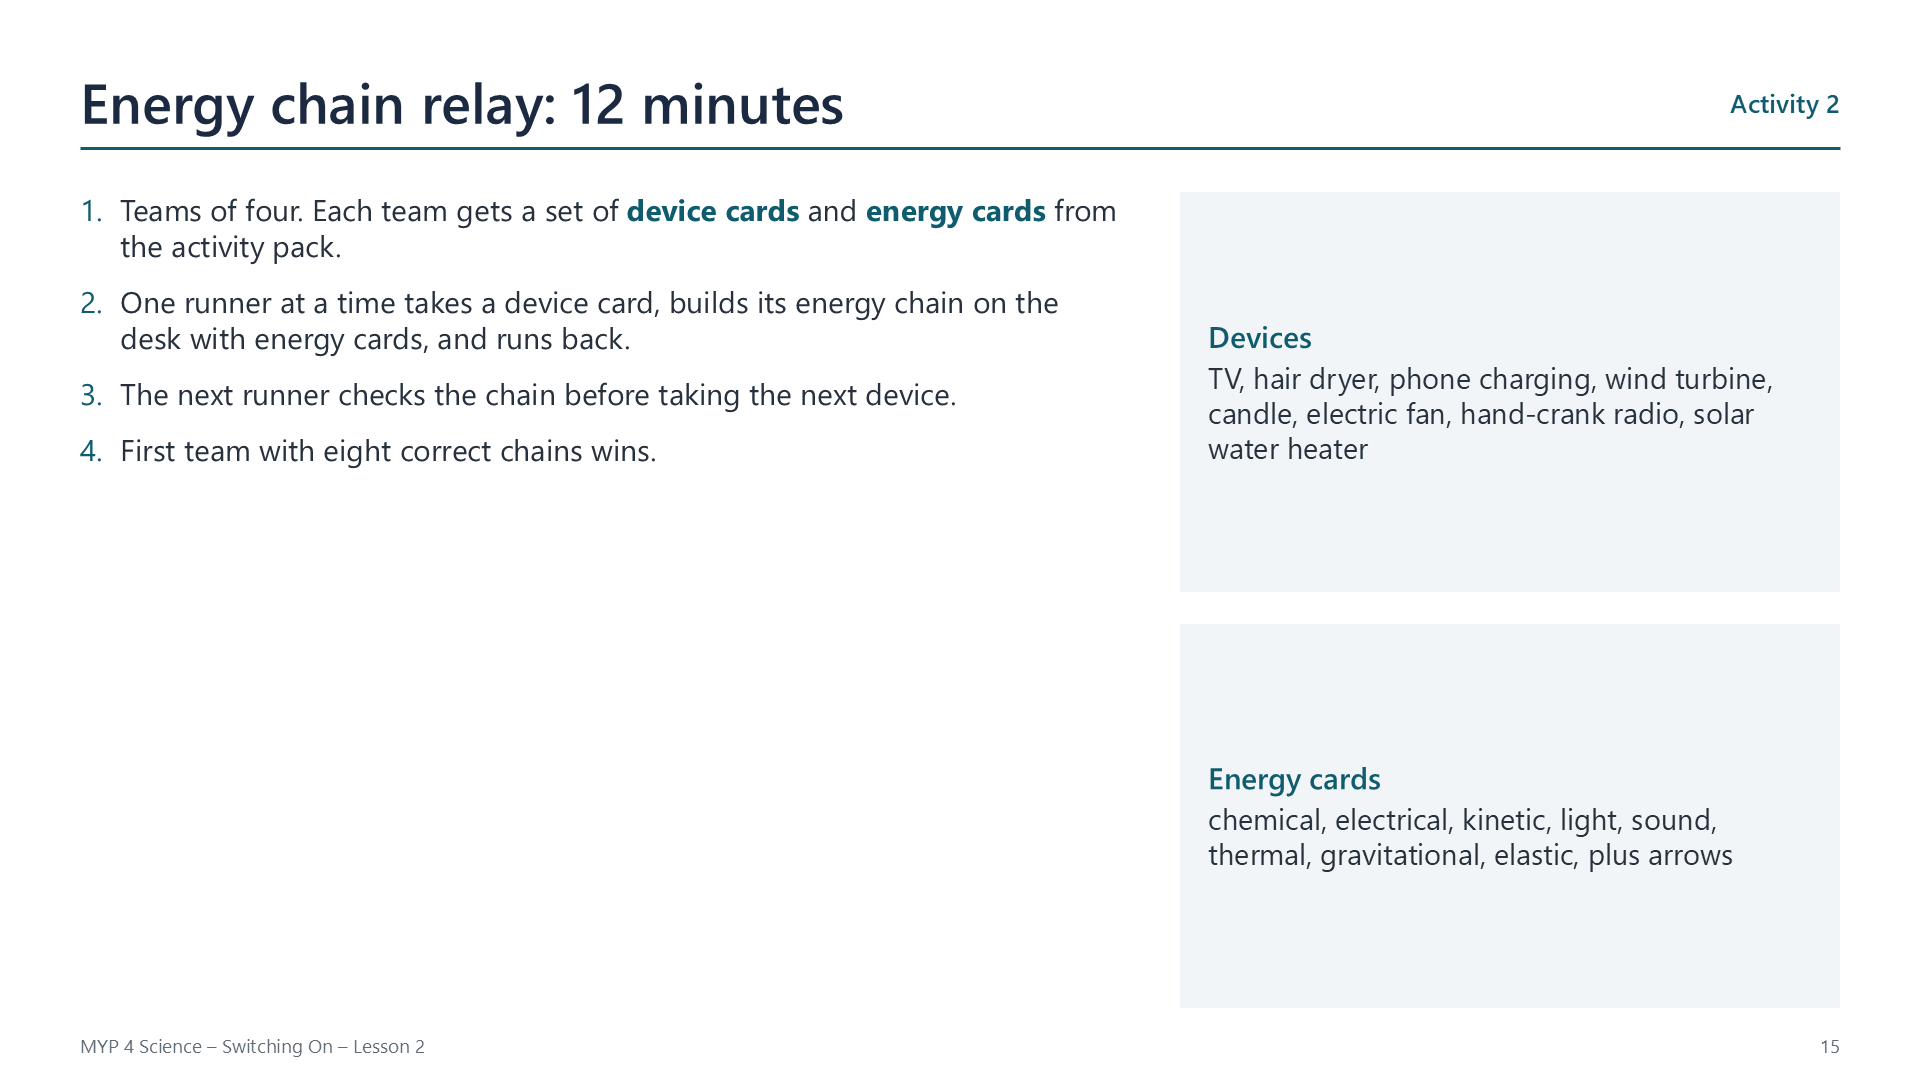 Energy chain relay: 12 minutes
Activity 2
1. Teams of four. Each team gets a set of device cards and energy cards from
the activity pack.
2. One runner at a time takes a device card, builds its energy chain on the
desk with energy cards, and runs back.
3. The next runner checks the chain before taking the next device.
4. First team with eight correct chains wins.
Devices
TV, hair dryer, phone charging, wind turbine,
candle, electric fan, hand-crank radio, solar
water heater
Energy cards
chemical, electrical, kinetic, light, sound,
thermal, gravitational, elastic, plus arrows
MYP 4 Science – Switching On – Lesson 2
15